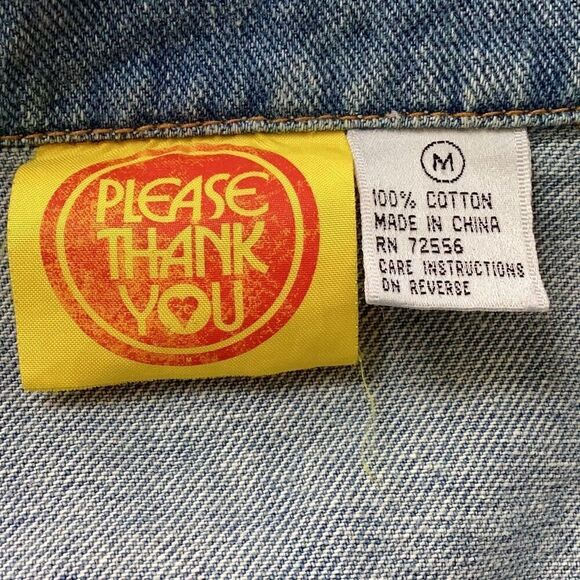 PLEASE
THANK
YOU
M
100% COTTON
MADE IN CHINA
RN 72556
CARE INSTRUCTIONS
ON REVERSE